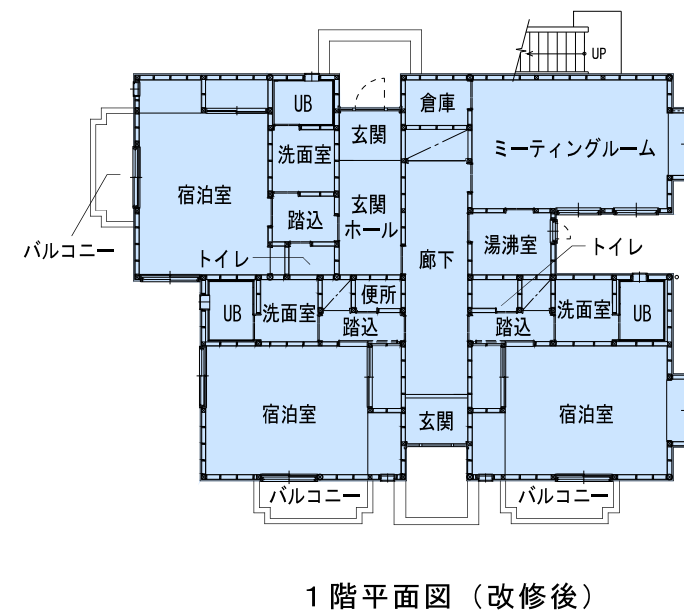 UP
UB
倉庫
玄関
洗面室
ミーティングルーム
宿泊室
踏込
玄関
ホール
湯沸室
トイレ
バルコニー
トイレ
廊下
便所
UB
洗面室
踏込
踏込
洗面室
UB
宿泊室
玄関
宿泊室
バルコニー
バルコニー
1階平面図（改修後）